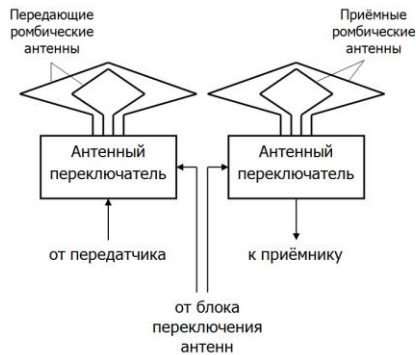 Передающие
ромбические
антенны
Приёмные
ромбические
антенны
Антенный
переключатель
Антенный
переключатель
от передатчика
к приёмнику
от блока
переключения
антенн